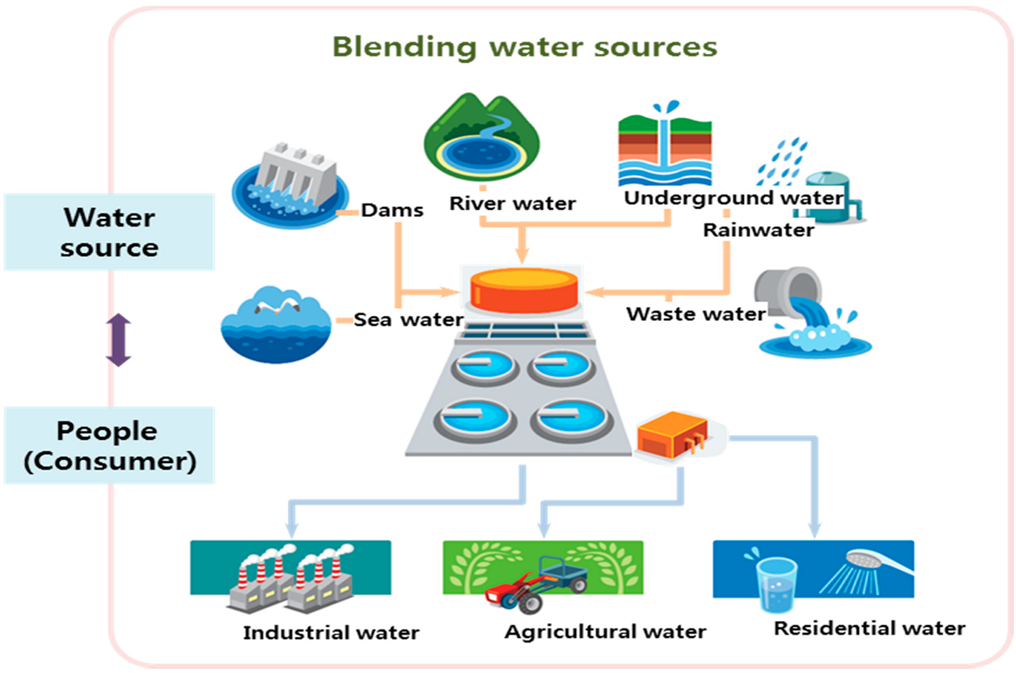 Blending water sources
Water
source
Dams
River water
Underground water
Rainwater
Sea water
Waste water
People
(Consumer)
Industrial water
Agricultural water
Residential water